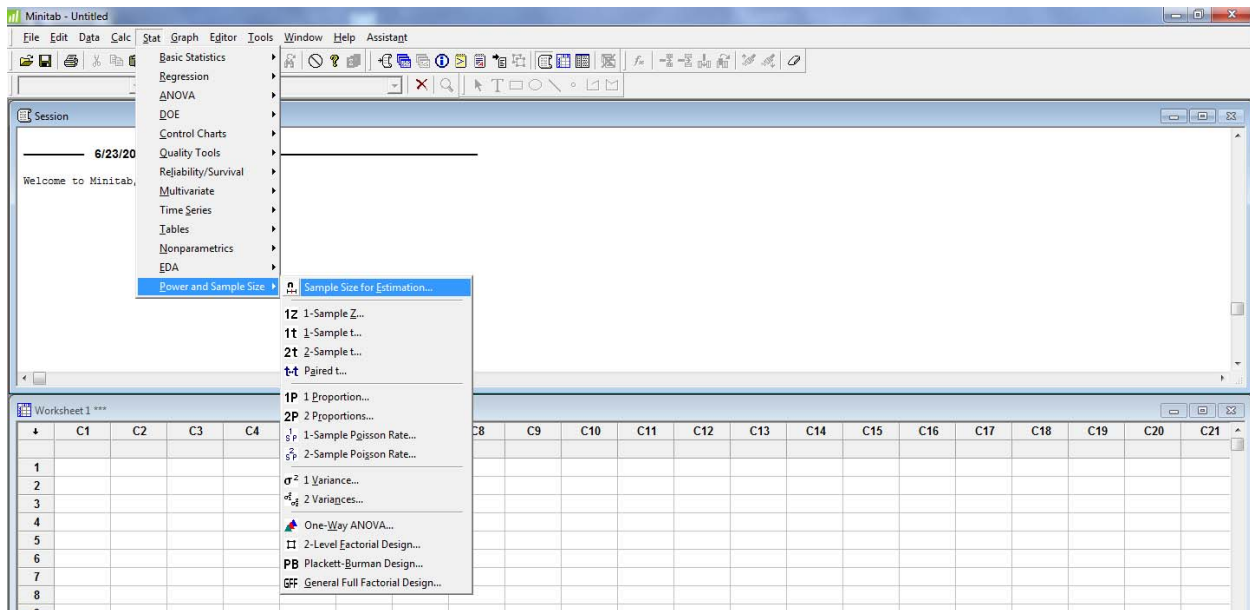 Minitab - Untitled
File Edit Data Calc Stat Graph Editor Tools Window Help Assistant
Basic Statistics
Regression
ANOVA
DOE
Control Charts
Quality Tools
Reliability/Survival
Multivariate
Time Series
Tables
Nonparametrics
EDA
Power and Sample Size
Session
6/23/20
Welcome to Minitab,
Sample Size for Estimation...
1Z 1-Sample Z...
1t 1-Sample t...
2t 2-Sample t...
t-t Paired t...
1P 1 Proportion...
2P 2 Proportions...
1 S P 1-Sample Poisson Rate...
2 S P 2-Sample Poisson Rate...
σ² 1 Variance...
2 Variances...
One-Way ANOVA...
2-Level Factorial Design...
PB Plackett-Burman Design...
GFF General Full Factorial Design...
Worksheet 1 ***
C1 C2 C3 C4 C8 C9 C10 C11 C12 C13 C14 C15 C16 C17 C18 C19 C20 C21
1
2
3
4
5
6
7
8